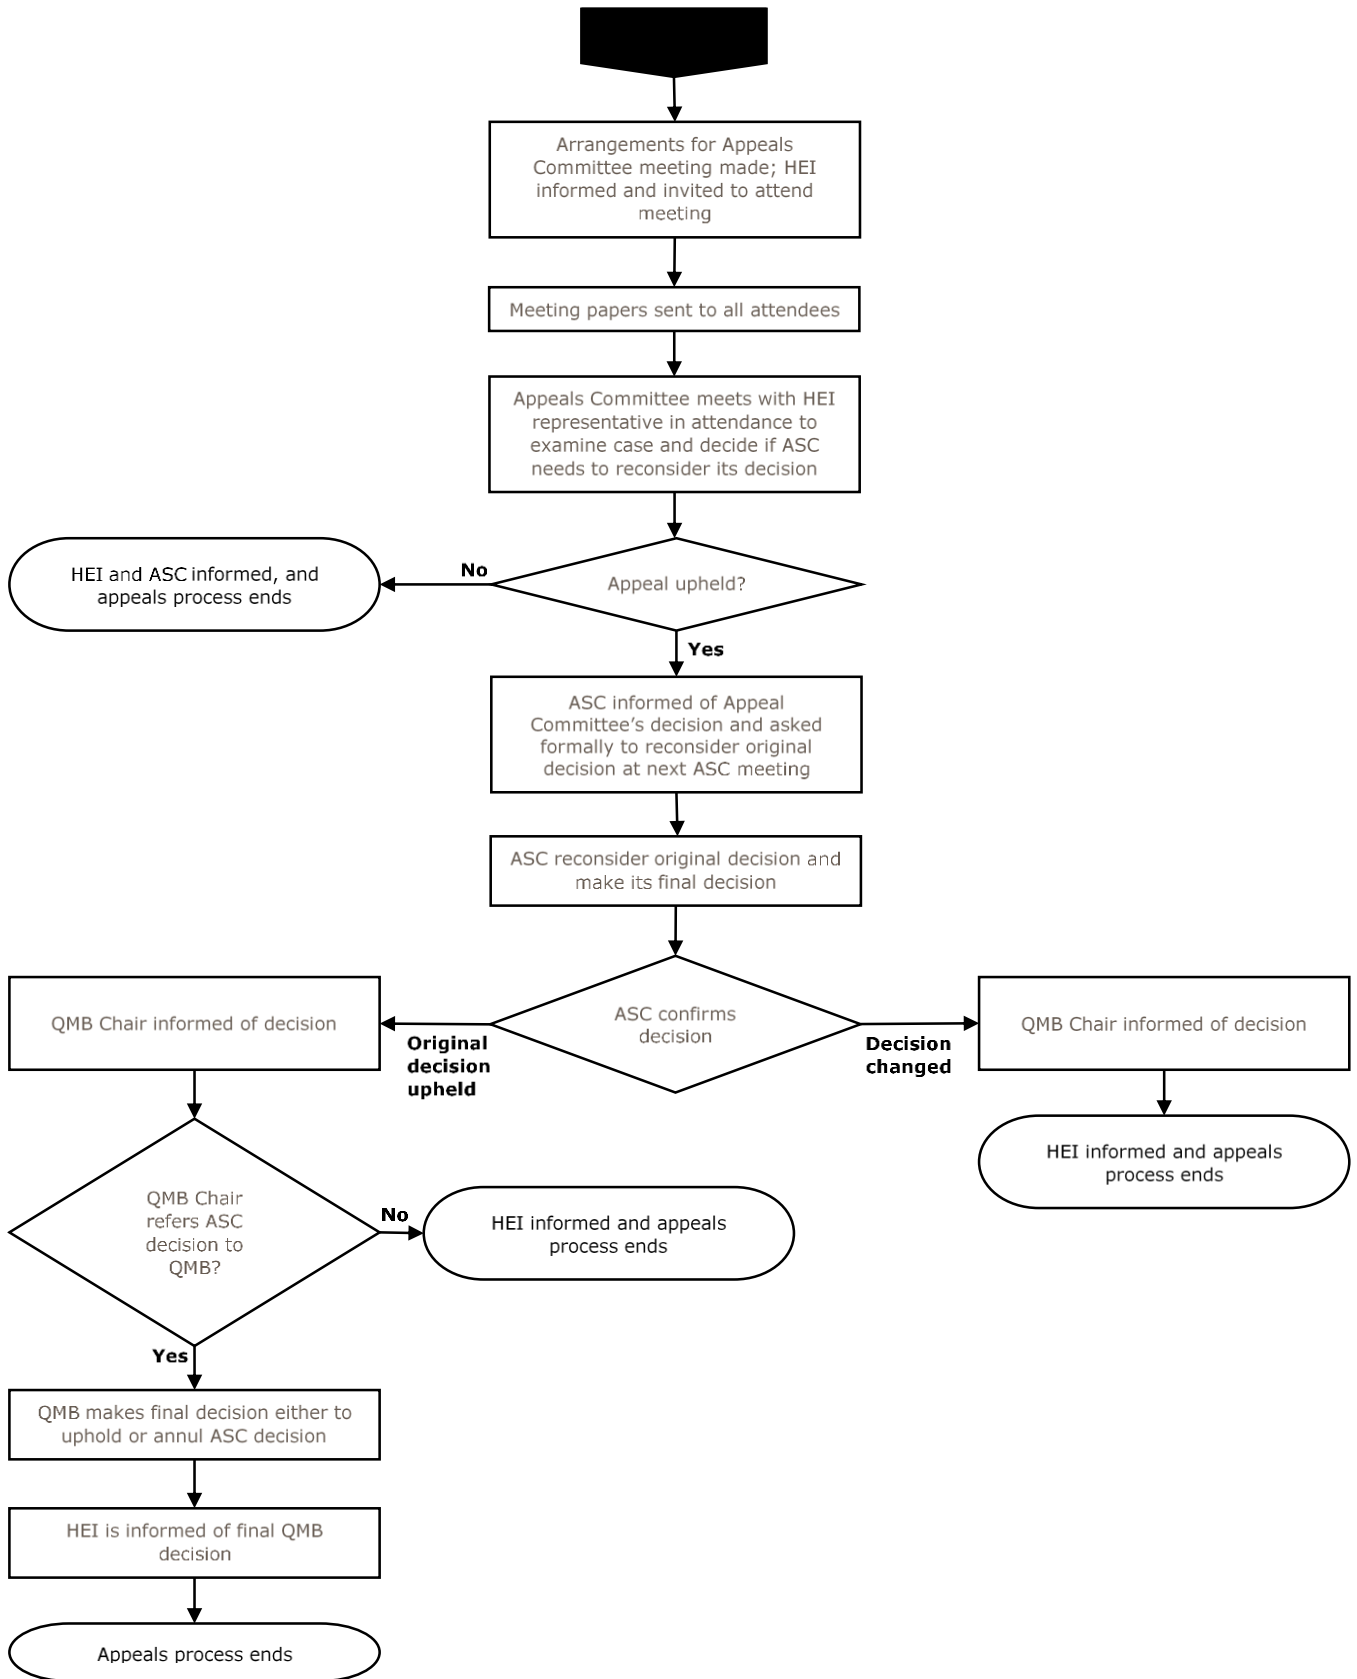 Arrangements for Appeals
Committee meeting made; HEI
informed and invited to attend
meeting
Meeting papers sent to all attendees
Appeals Committee meets with HEI
representative in attendance to
examine case and decide if ASC
needs to reconsider its decision
Appeal upheld?
No
HEI and ASC informed, and
appeals process ends
Yes
ASC informed of Appeal
Committee’s decision and asked
formally to reconsider original
decision at next ASC meeting
ASC reconsider original decision and
make its final decision
ASC confirms
decision
Original
decision
upheld
QMB Chair informed of decision
Decision
changed
QMB Chair informed of decision
HEI informed and appeals
process ends
QMB Chair
refers ASC
decision to
QMB?
No
HEI informed and appeals
process ends
Yes
QMB makes final decision either to
uphold or annul ASC decision
HEI is informed of final QMB
decision
Appeals process ends